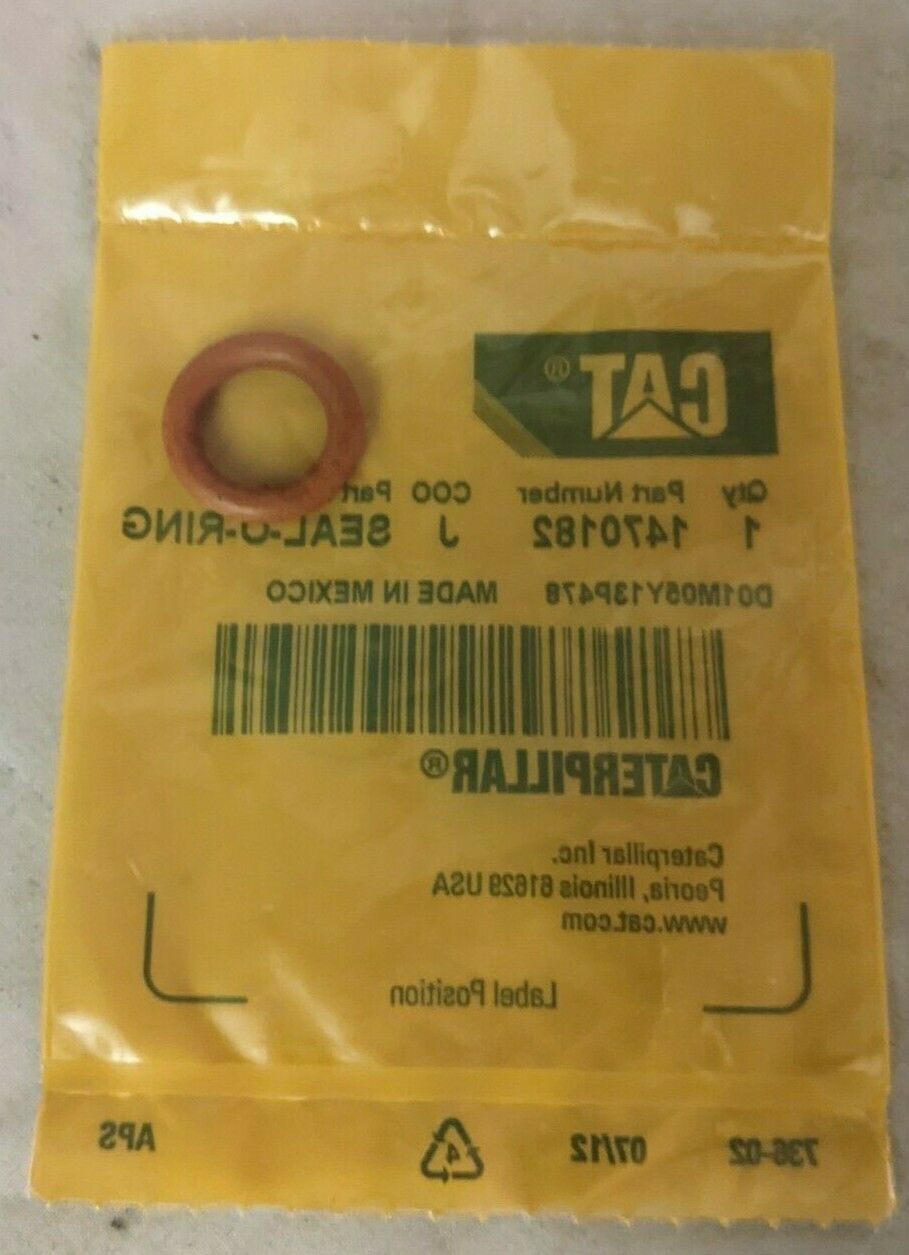 CAT®
Qty Part Number COO Part
1 1470182 J SEAL-O-RING
D01M05Y13P478 MADE IN MEXICO
CATERPILLAR®
Caterpillar Inc.
Peoria, Illinois 61629 USA
www.cat.com
Label Position
736-02 07/12 4 APS